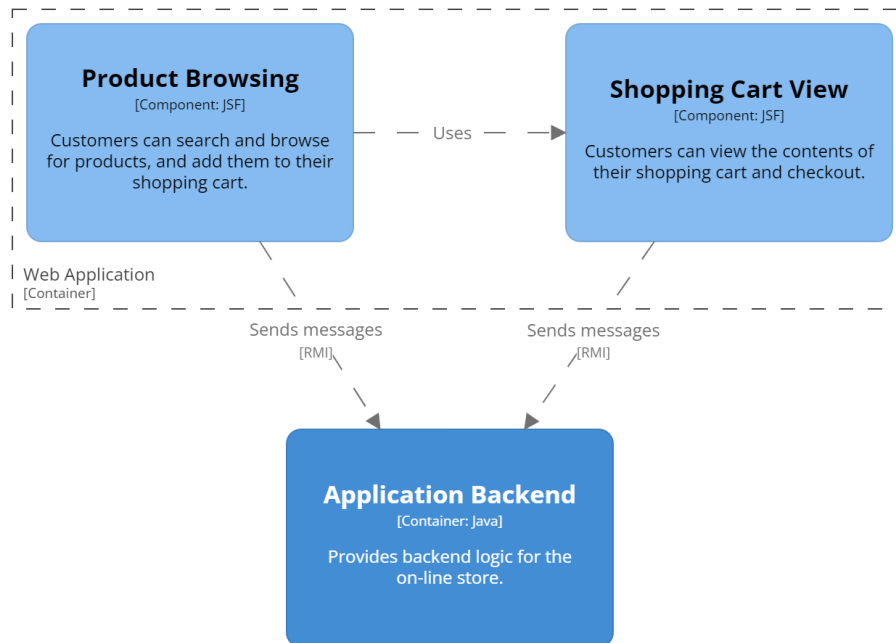 Product Browsing
[Component: JSF]
Customers can search and browse
for products, and add them to their
shopping cart.
Uses
Shopping Cart View
[Component: JSF]
Customers can view the contents of
their shopping cart and checkout.
Web Application
[Container]
Sends messages
[RMI]
Sends messages
[RMI]
Application Backend
[Container: Java]
Provides backend logic for the
on-line store.